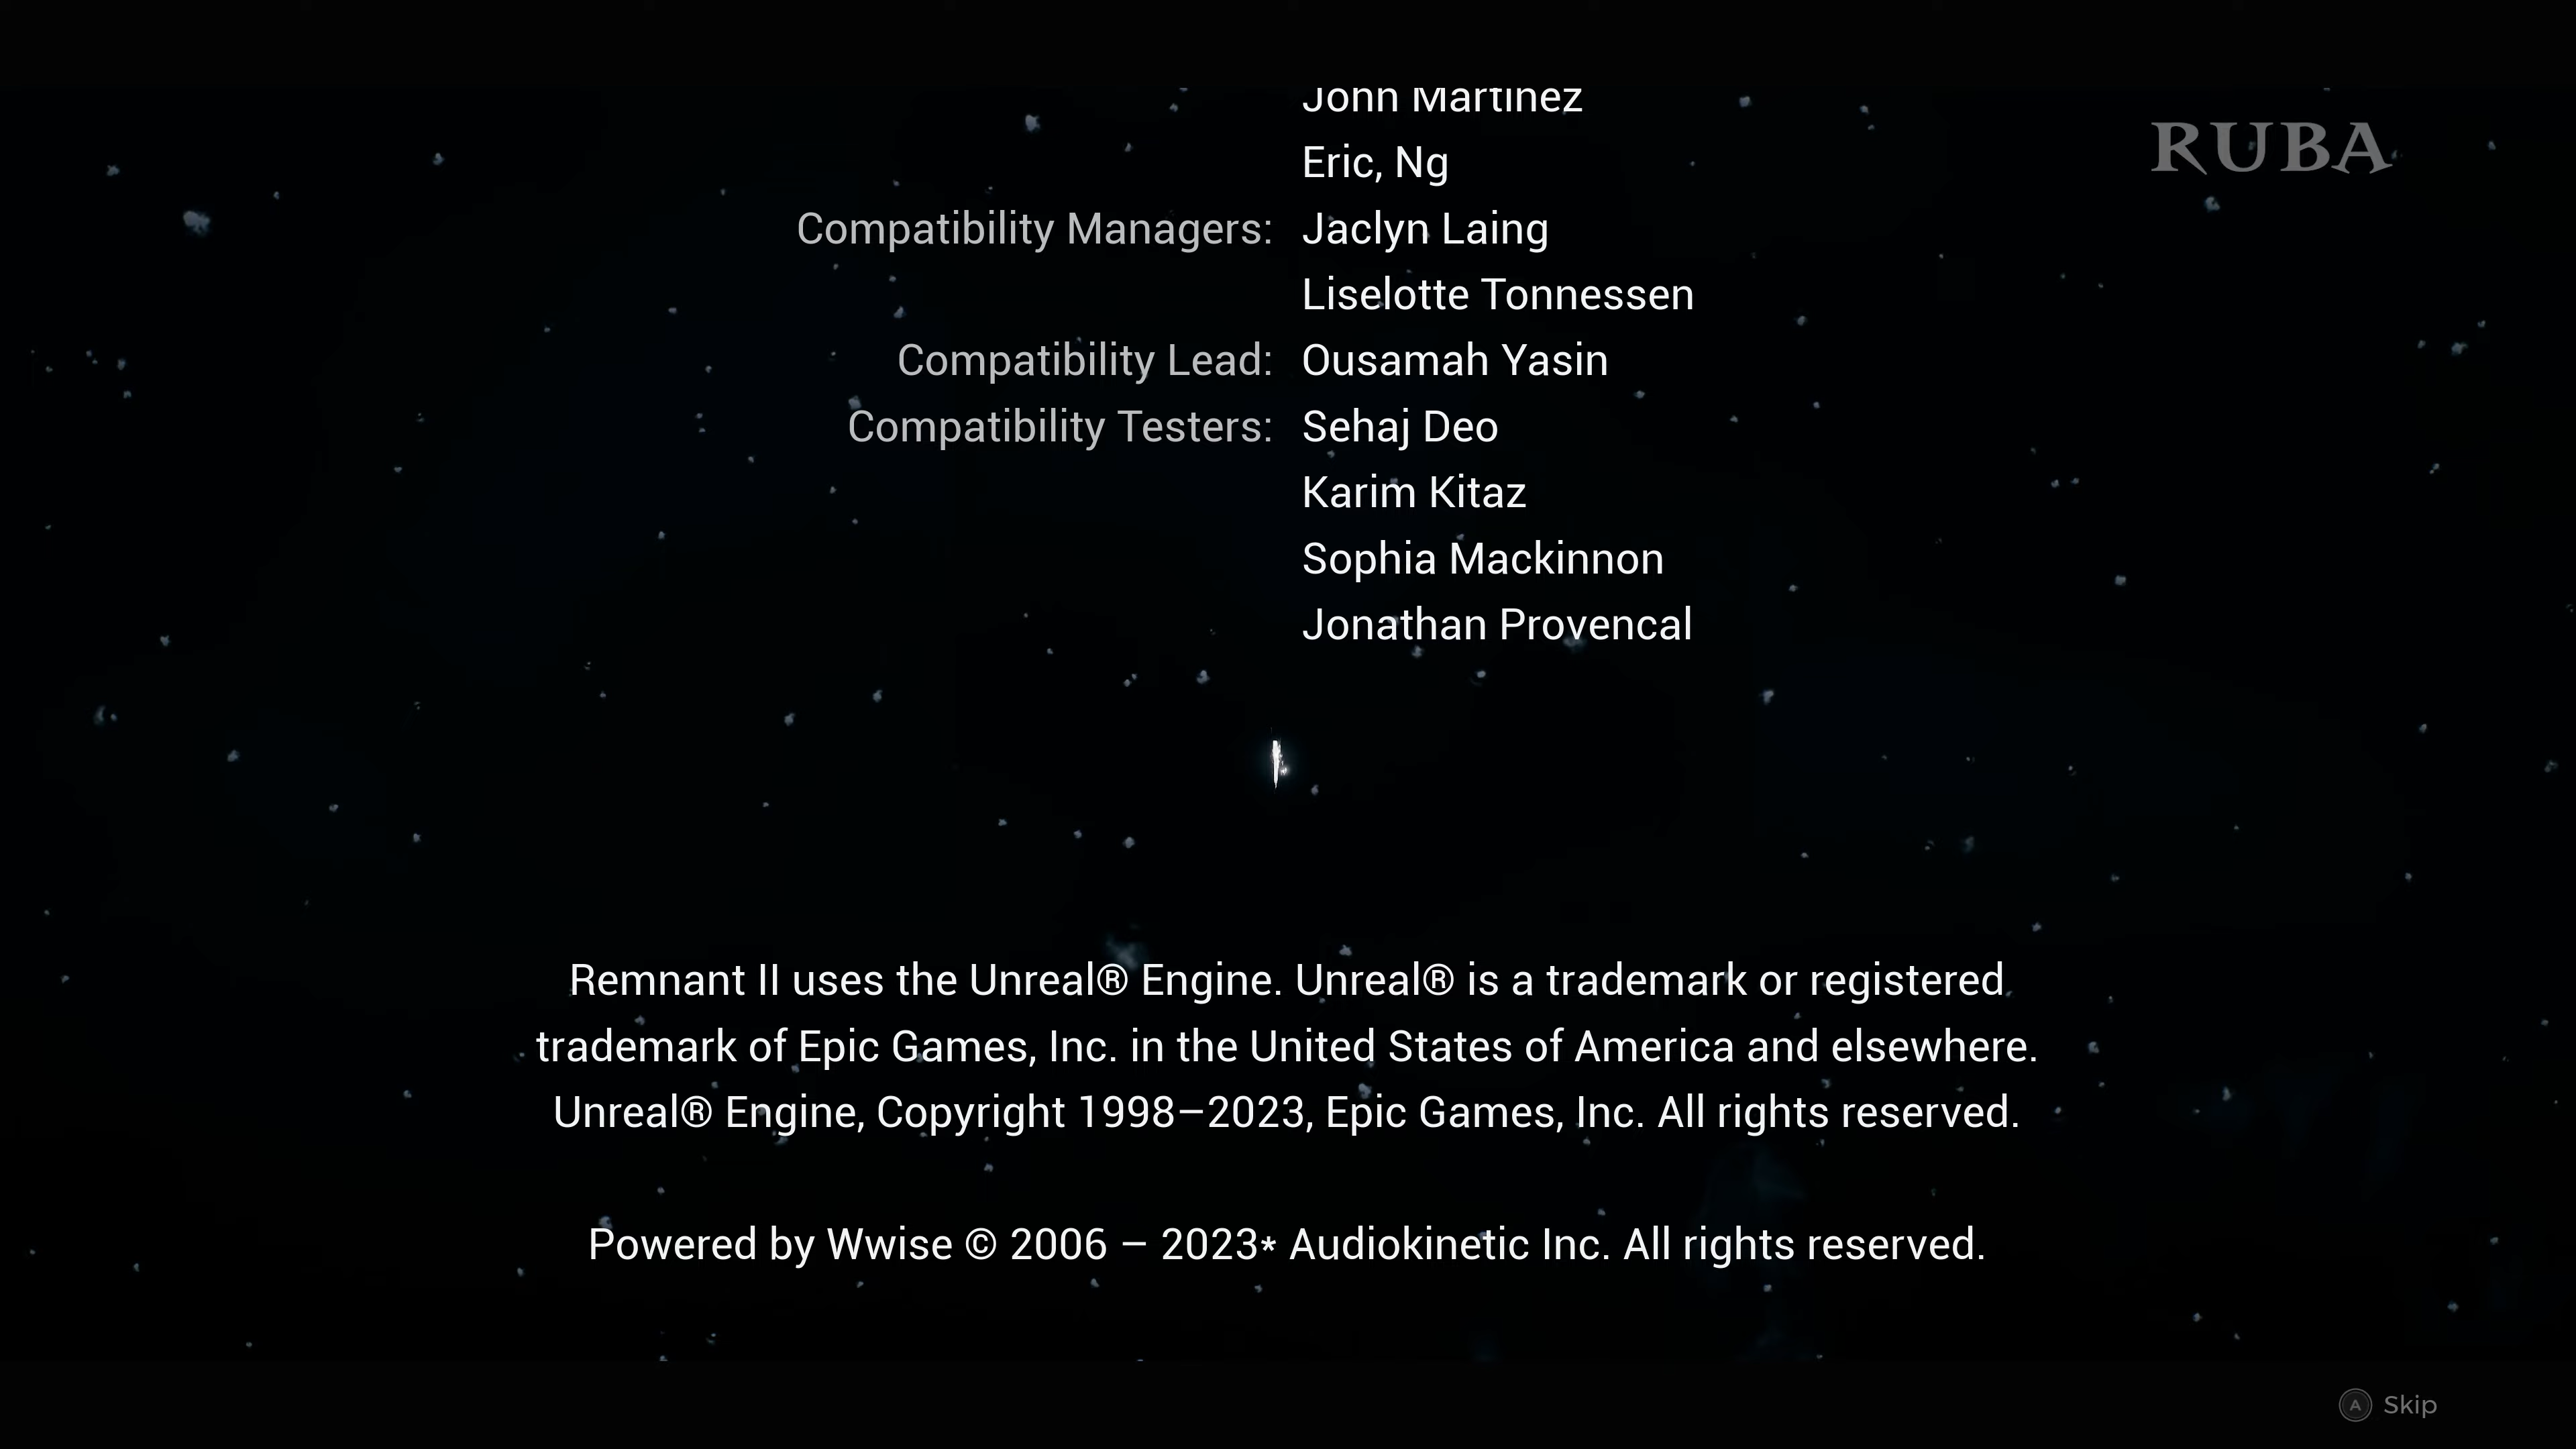 John Martinez
RUBA
Eric, Ng
Compatibility Managers: Jaclyn Laing
Liselotte Tonnessen
Compatibility Lead: Ousamah Yasin
Compatibility Testers: Sehaj Deo
Karim Kitaz
Sophia Mackinnon
Jonathan Provencal
Remnant II uses the Unreal® Engine. Unreal® is a trademark or registered
trademark of Epic Games, Inc. in the United States of America and elsewhere.
Unreal® Engine, Copyright 1998–2023, Epic Games, Inc. All rights reserved.
Powered by Wwise © 2006 – 2023* Audiokinetic Inc. All rights reserved.
A Skip